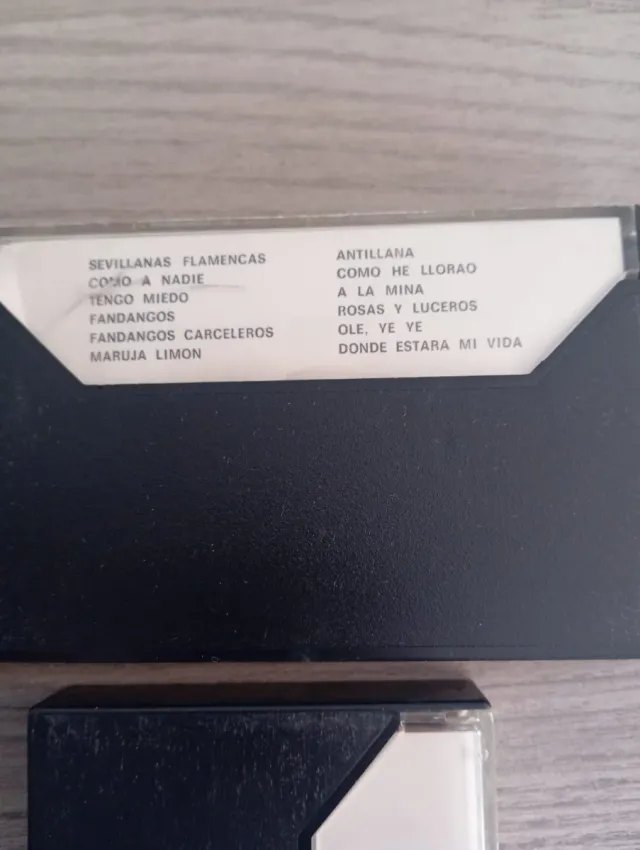 SEVILLANAS FLAMENCAS
COMO A NADIE
TENGO MIEDO
FANDANGOS
FANDANGOS CARCELEROS
MARUJA LIMON
ANTILLANA
COMO HE LLORAO
A LA MINA
ROSAS Y LUCEROS
OLE, YE YE
DONDE ESTARA MI VIDA